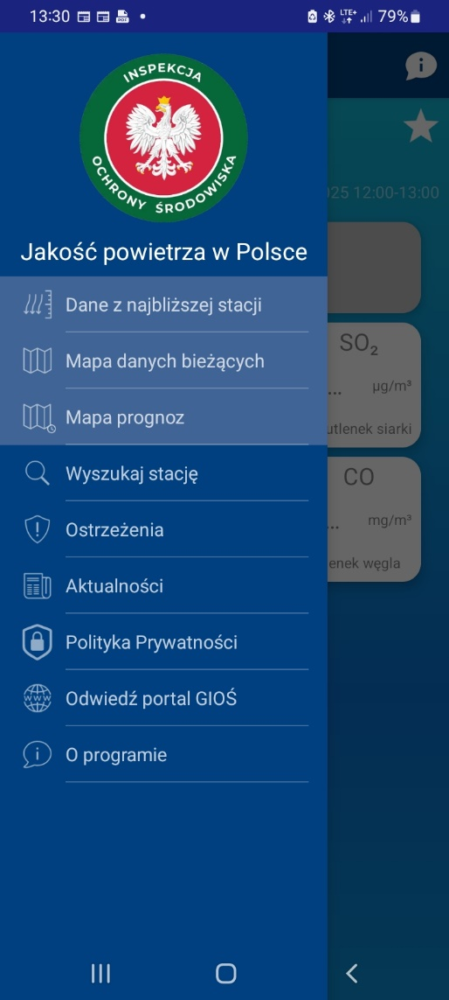 13:30
LTE+
79%
INSPEKCJA
OCHRONY ŚRODOWISKA
Jakość powietrza w Polsce
025 12:00-13:00
Dane z najbliższej stacji
Mapa danych bieżących
SO₂
... µg/m³
utlenek siarki
Mapa prognoz
Wyszukaj stację
CO
... mg/m³
enek węgla
Ostrzeżenia
Aktualności
Polityka Prywatności
www
Odwiedź portal GIOŚ
O programie